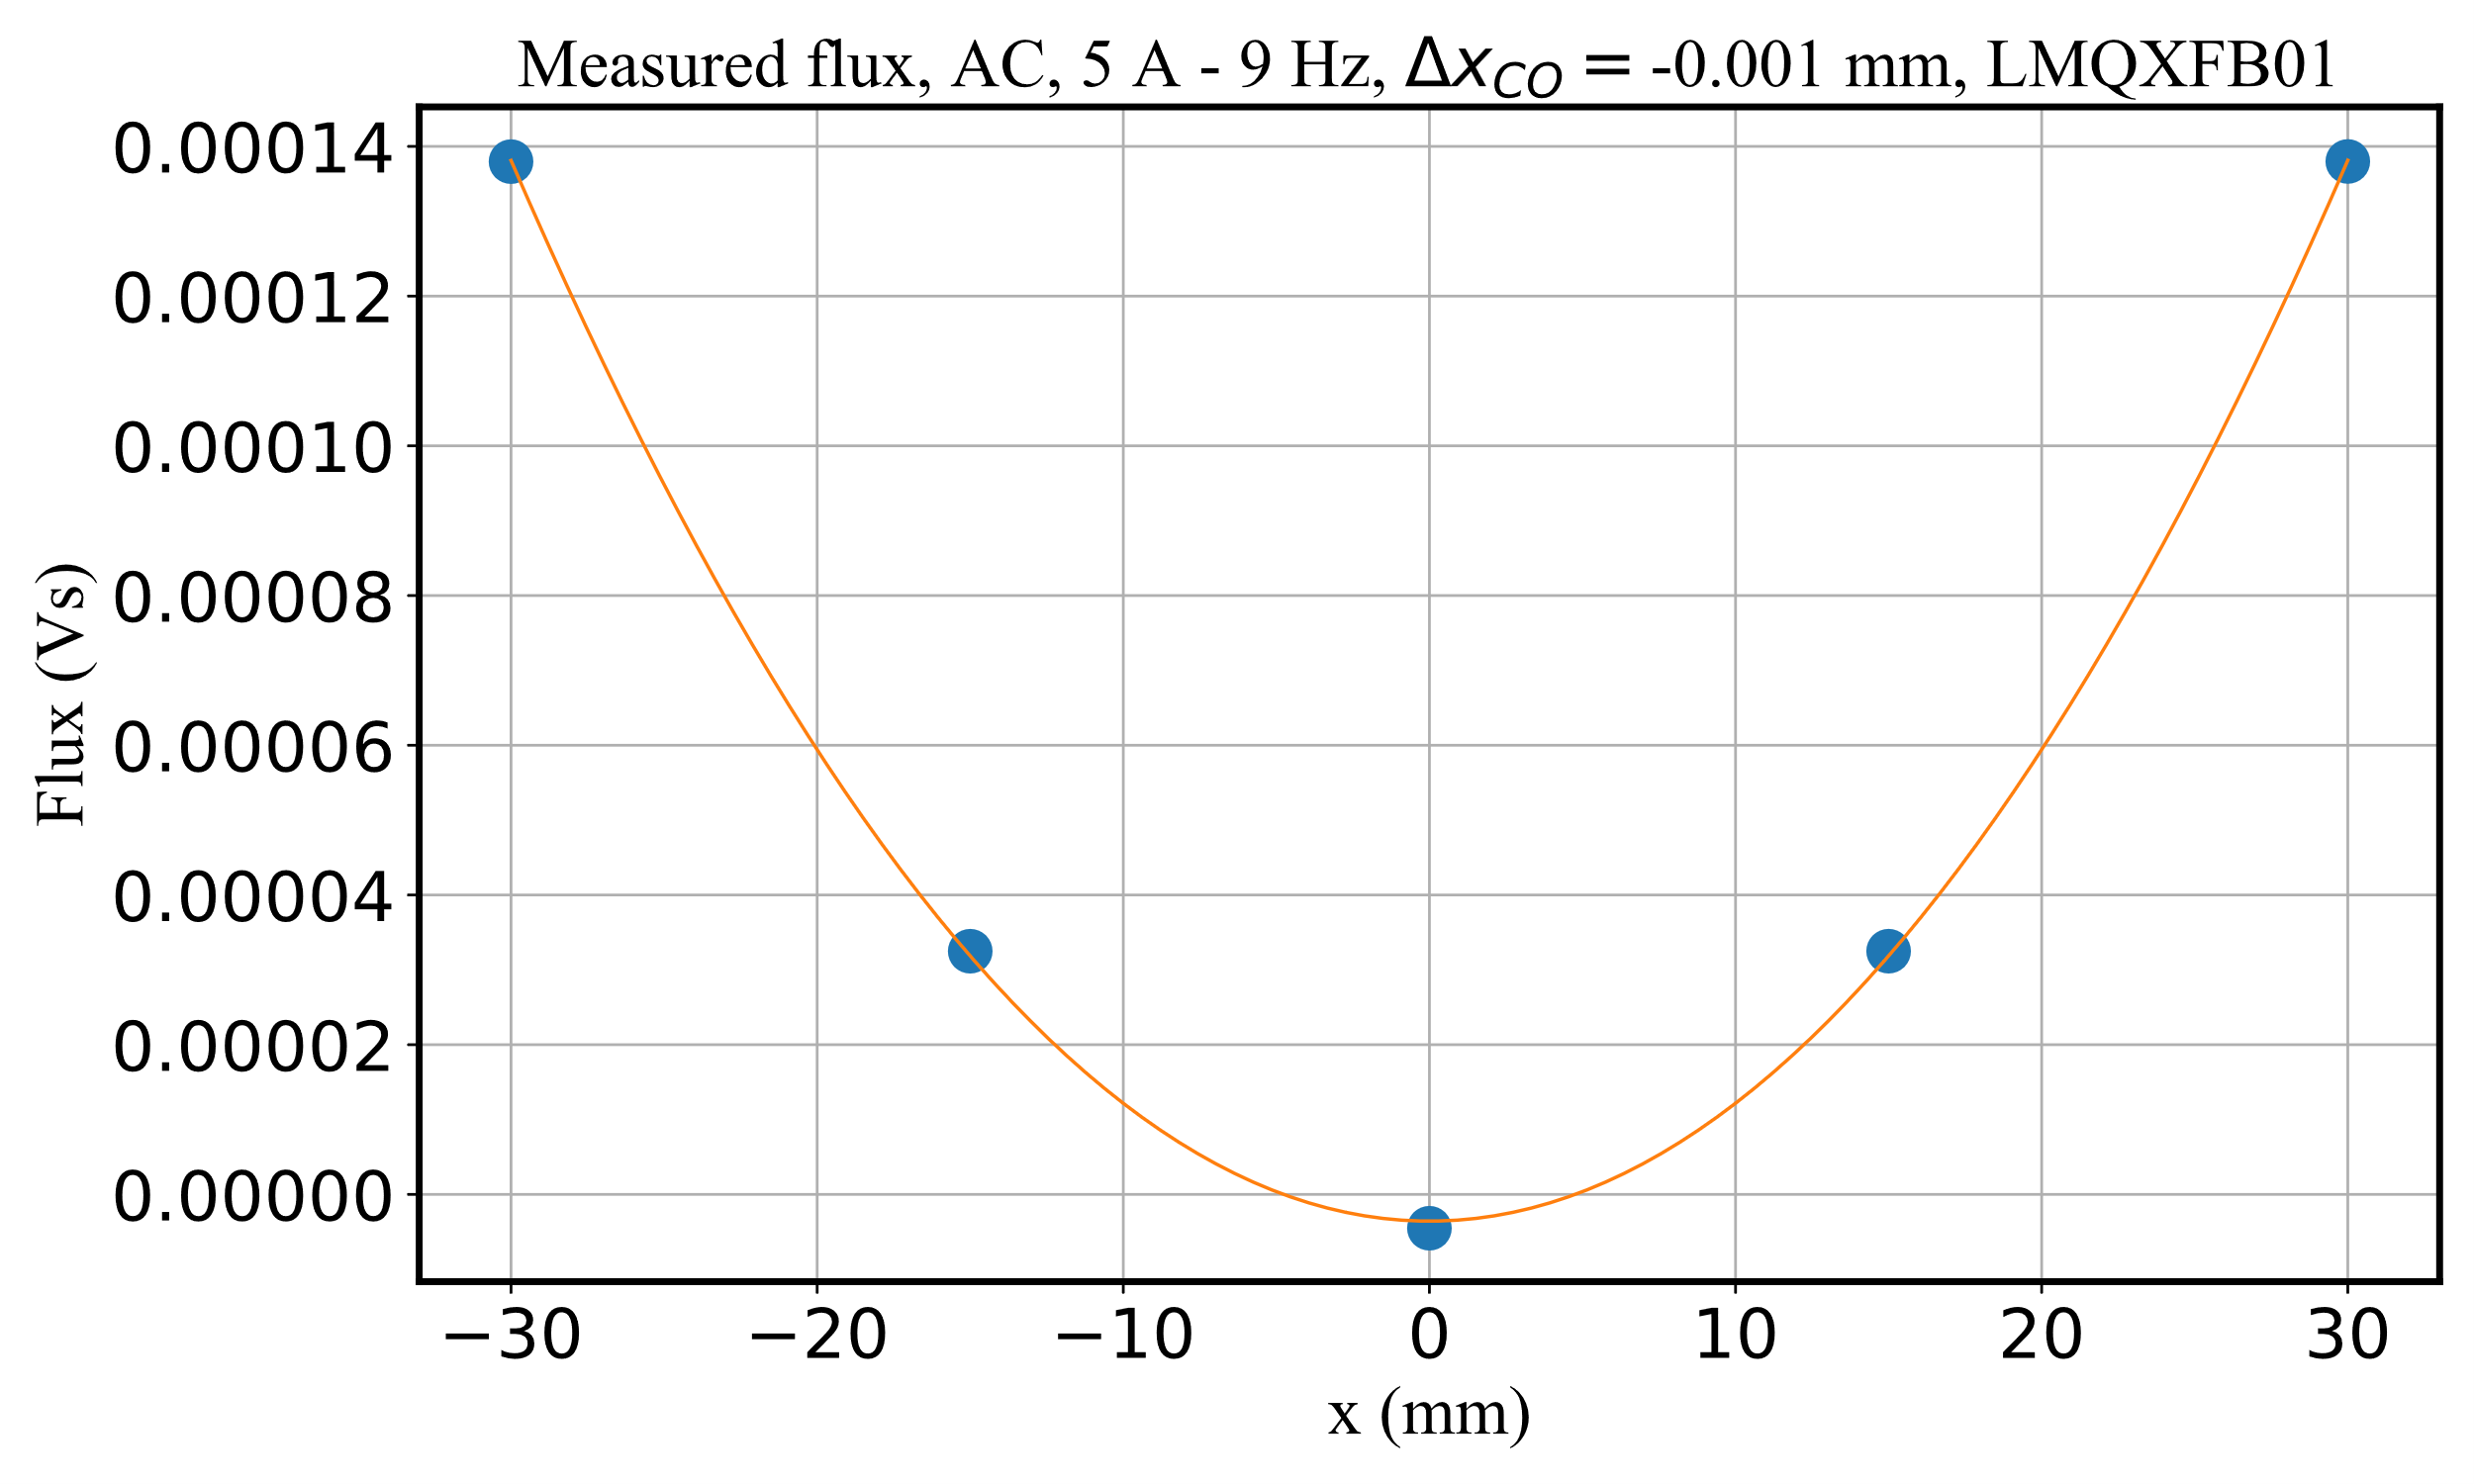 Measured flux, AC, 5 A - 9 Hz, Δx_CO = -0.001 mm, LMQXFB01
0.00014
0.00012
0.00010
0.00008
0.00006
0.00004
0.00002
0.00000
Flux (Vs)
−30 −20 −10 0 10 20 30
x (mm)